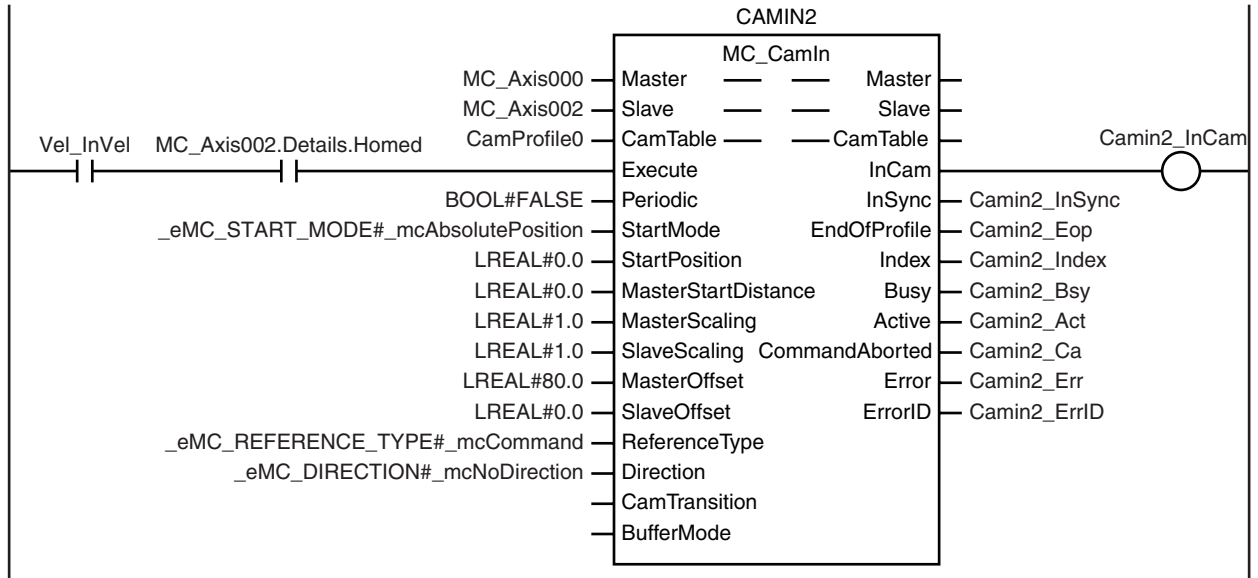 CAMIN2
MC_CamIn
MC_Axis000 Master Master
MC_Axis002 Slave Slave
CamProfile0 CamTable CamTable
Vel_InVel MC_Axis002.Details.Homed Execute InCam Camin2_InCam
BOOL#FALSE Periodic InSync Camin2_InSync
_eMC_START_MODE#_mcAbsolutePosition StartMode EndOfProfile Camin2_Eop
LREAL#0.0 StartPosition Index Camin2_Index
LREAL#0.0 MasterStartDistance Busy Camin2_Bsy
LREAL#1.0 MasterScaling Active Camin2_Act
LREAL#1.0 SlaveScaling CommandAborted Camin2_Ca
LREAL#80.0 MasterOffset Error Camin2_Err
LREAL#0.0 SlaveOffset ErrorID Camin2_ErrID
_eMC_REFERENCE_TYPE#_mcCommand ReferenceType
_eMC_DIRECTION#_mcNoDirection Direction
CamTransition
BufferMode